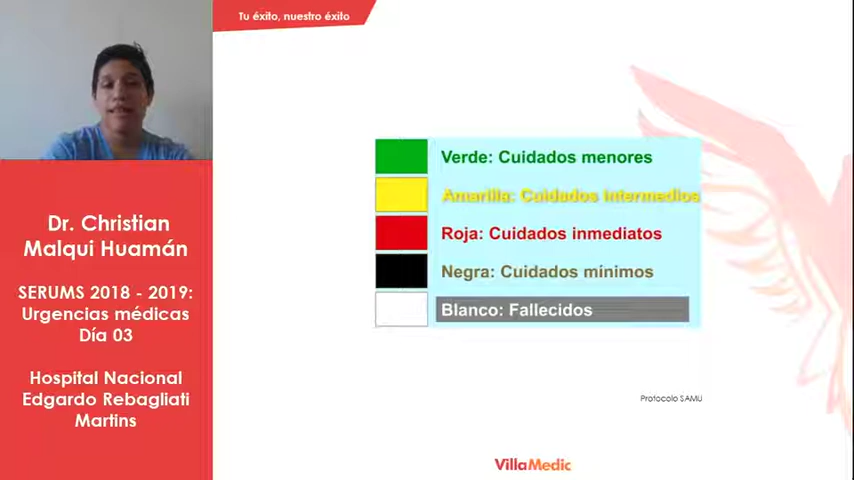 Tu éxito, nuestro éxito
Dr. Christian
Malqui Huamán
SERUMS 2018 - 2019:
Urgencias médicas
Día 03
Hospital Nacional
Edgardo Rebagliati
Martins
Verde: Cuidados menores
Amarilla: Cuidados intermedios
Roja: Cuidados inmediatos
Negra: Cuidados mínimos
Blanco: Fallecidos
Protocolo SAMU
VillaMedic